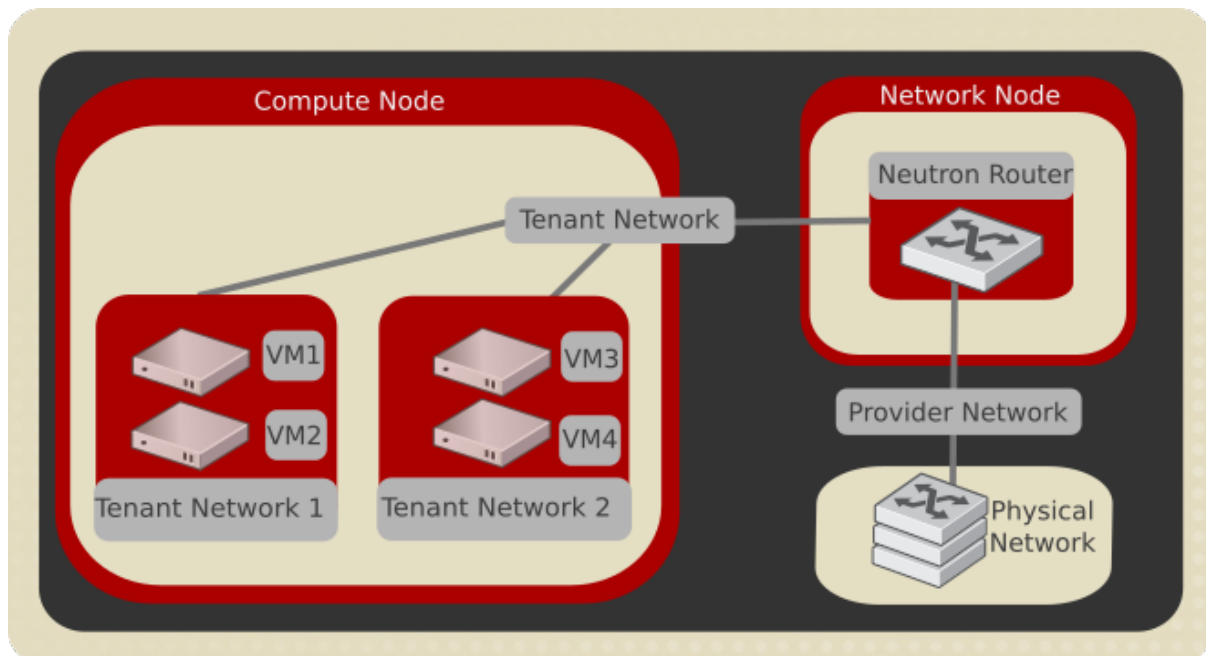 Compute Node
Network Node
Neutron Router
Tenant Network
VM1
VM2
Tenant Network 1
VM3
VM4
Tenant Network 2
Provider Network
Physical
Network